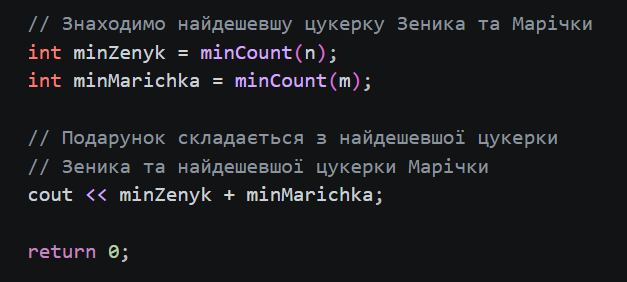 // Знаходимо найдешевшу цукерку Зеника та Марічки
int minZenyk = minCount(n);
int minMarichka = minCount(m);
// Подарунок складається з найдешевшої цукерки
// Зеника та найдешевшої цукерки Марічки
cout << minZenyk + minMarichka;
return 0;